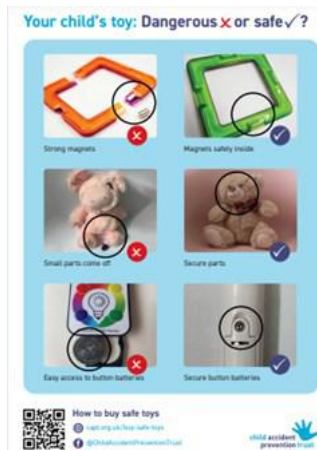 Your child's toy: Dangerous ✗ or safe ✓?
Strong magnets
Magnets safely inside
Small parts come off
Secure parts
Easy access to button batteries
Secure button batteries
How to buy safe toys
capt.org.uk/buy-safe-toys
@ChildAccidentPreventionTrust
child accident
prevention trust